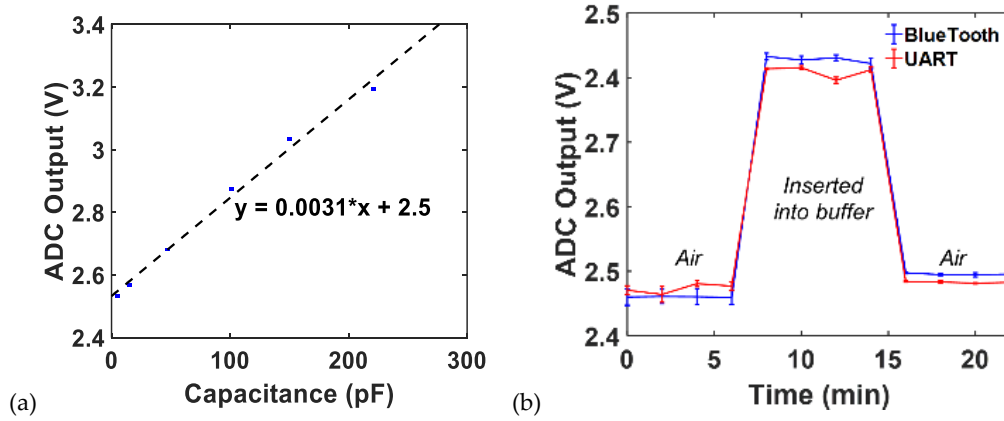 3.4
3.2
3
2.8
2.6
2.4
0
100
200
300
ADC Output (V)
Capacitance (pF)
y = 0.0031*x + 2.5
(a)
2.5
2.4
2.7
2.6
2.5
2.4
0
5
10
15
20
ADC Output (V)
Time (min)
BlueTooth
UART
Air
Inserted
into buffer
Air
(b)